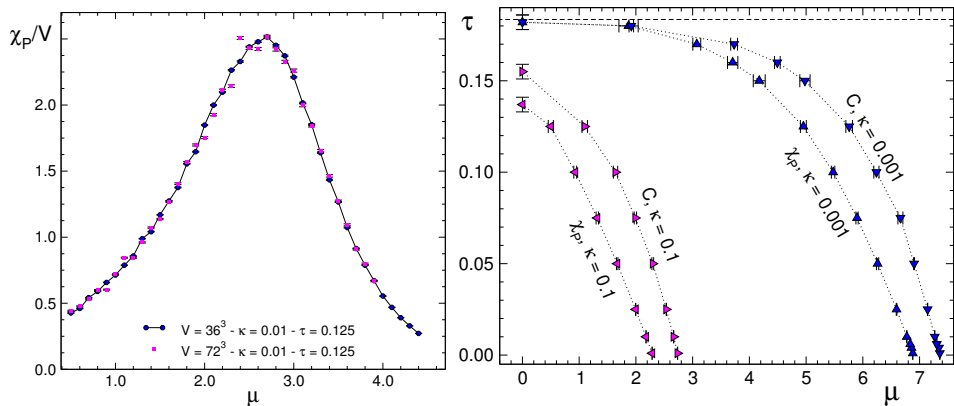 χP/V
2.5
2.0
1.5
1.0
0.5
0.0
1.0 2.0 3.0 4.0
μ
V = 36³ - κ = 0.01 - τ = 0.125
V = 72³ - κ = 0.01 - τ = 0.125
τ
0.15
0.10
0.05
0.00
0 1 2 3 4 5 6 7
μ
C, κ = 0.001
χP, κ = 0.001
C, κ = 0.1
χP, κ = 0.1